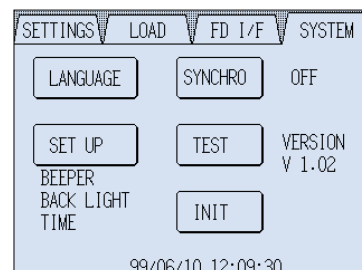 SETTINGS LOAD FD I/F SYSTEM
LANGUAGE SYNCHRO OFF
SET UP TEST VERSION
V 1.02
BEEPER
BACK LIGHT
TIME
INIT
99/06/10 12:09:30